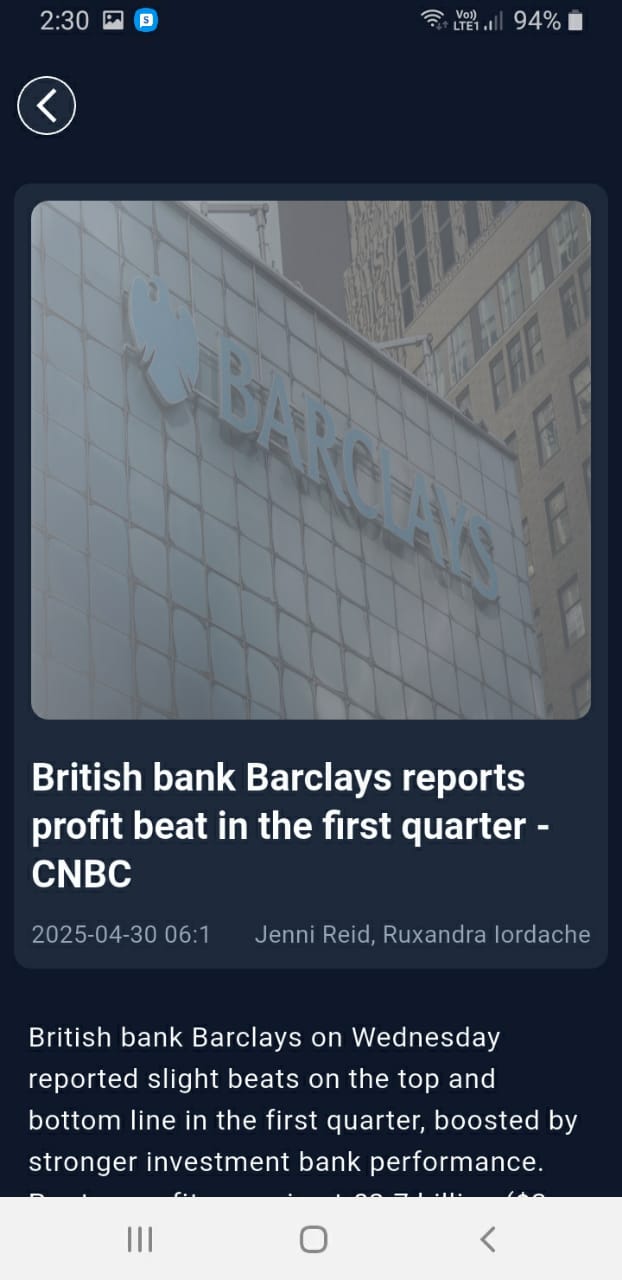 2:30
Vo))
LTE1
94%
BARCLAYS
British bank Barclays reports
profit beat in the first quarter -
CNBC
2025-04-30 06:1
Jenni Reid, Ruxandra Iordache
British bank Barclays on Wednesday
reported slight beats on the top and
bottom line in the first quarter, boosted by
stronger investment bank performance.